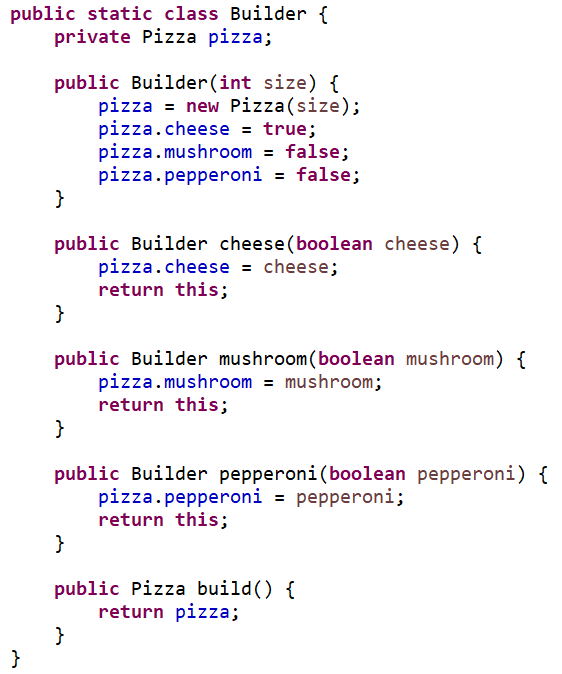 public static class Builder {
    private Pizza pizza;

    public Builder(int size) {
        pizza = new Pizza(size);
        pizza.cheese = true;
        pizza.mushroom = false;
        pizza.pepperoni = false;
    }

    public Builder cheese(boolean cheese) {
        pizza.cheese = cheese;
        return this;
    }

    public Builder mushroom(boolean mushroom) {
        pizza.mushroom = mushroom;
        return this;
    }

    public Builder pepperoni(boolean pepperoni) {
        pizza.pepperoni = pepperoni;
        return this;
    }

    public Pizza build() {
        return pizza;
    }
}